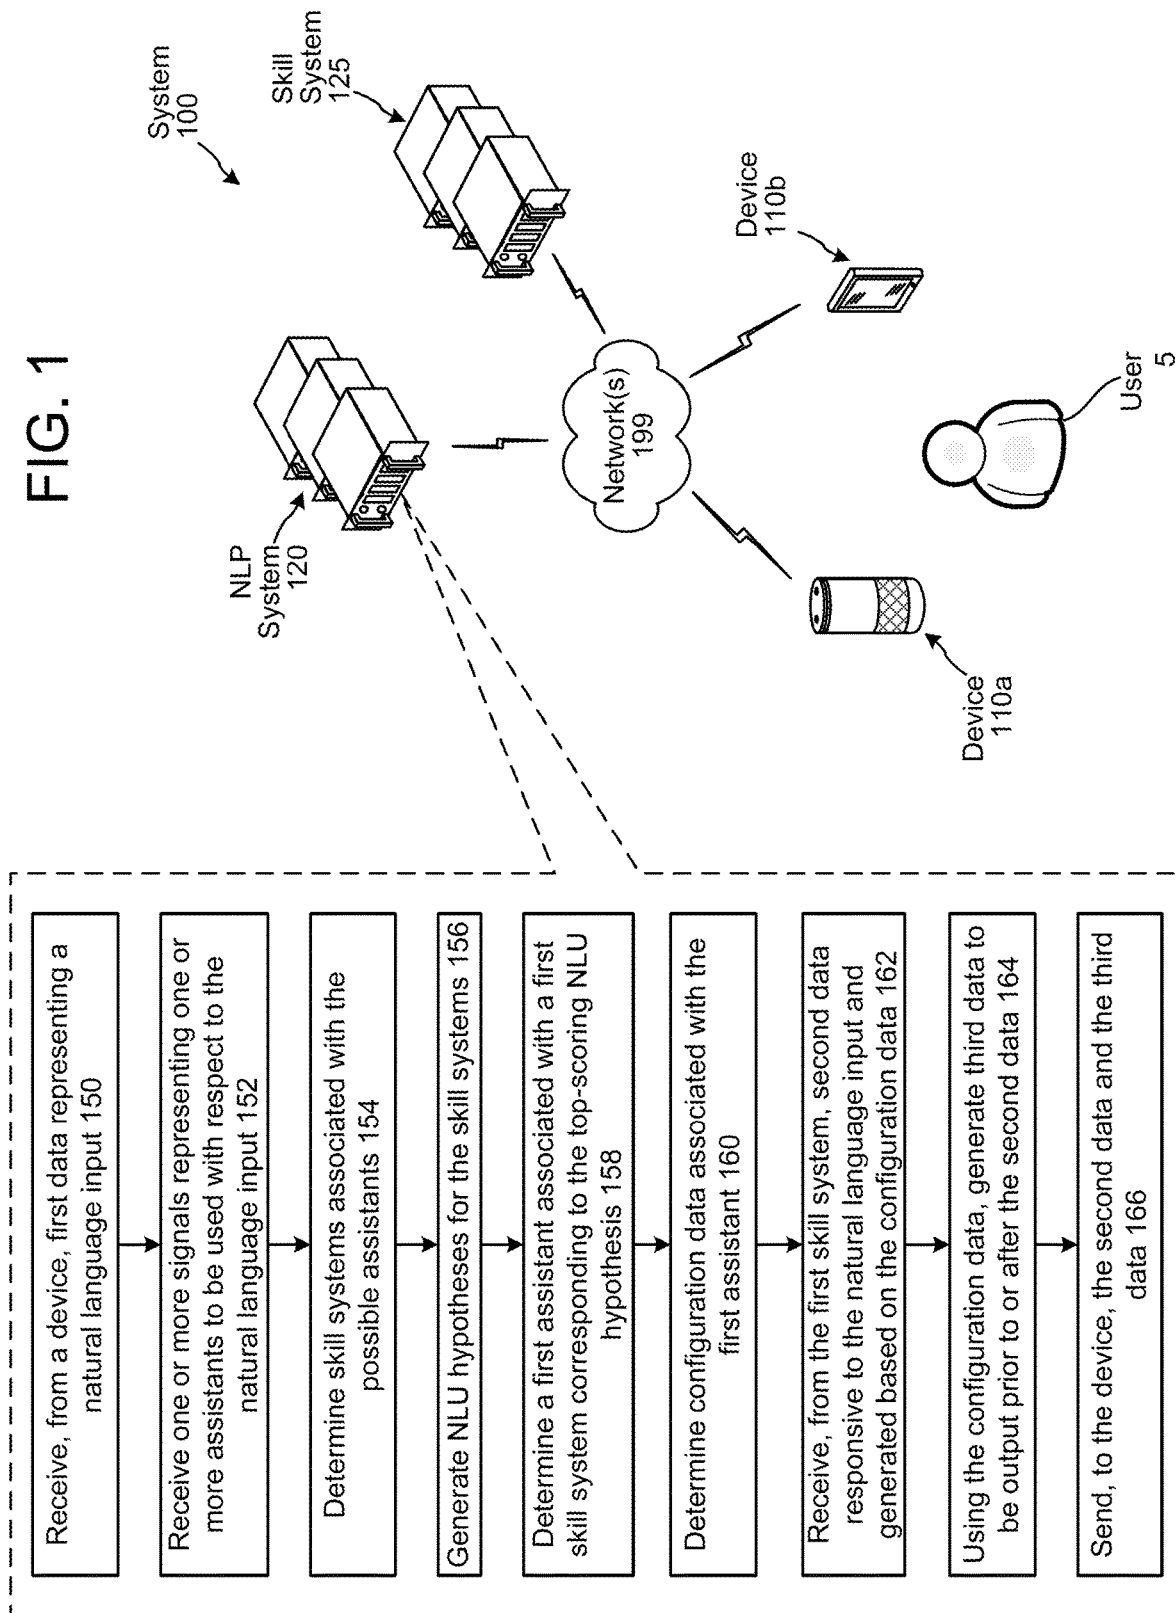 FIG. 1
System
100
NLP
System
120
Skill
System
125
Network(s)
199
Device
110a
Device
110b
User
5
Receive, from a device, first data representing a
natural language input 150
Receive one or more signals representing one or
more assistants to be used with respect to the
natural language input 152
Determine skill systems associated with the
possible assistants 154
Generate NLU hypotheses for the skill systems 156
Determine a first assistant associated with a first
skill system corresponding to the top-scoring NLU
hypothesis 158
Determine configuration data associated with the
first assistant 160
Receive, from the first skill system, second data
responsive to the natural language input and
generated based on the configuration data 162
Using the configuration data, generate third data to
be output prior to or after the second data 164
Send, to the device, the second data and the third
data 166